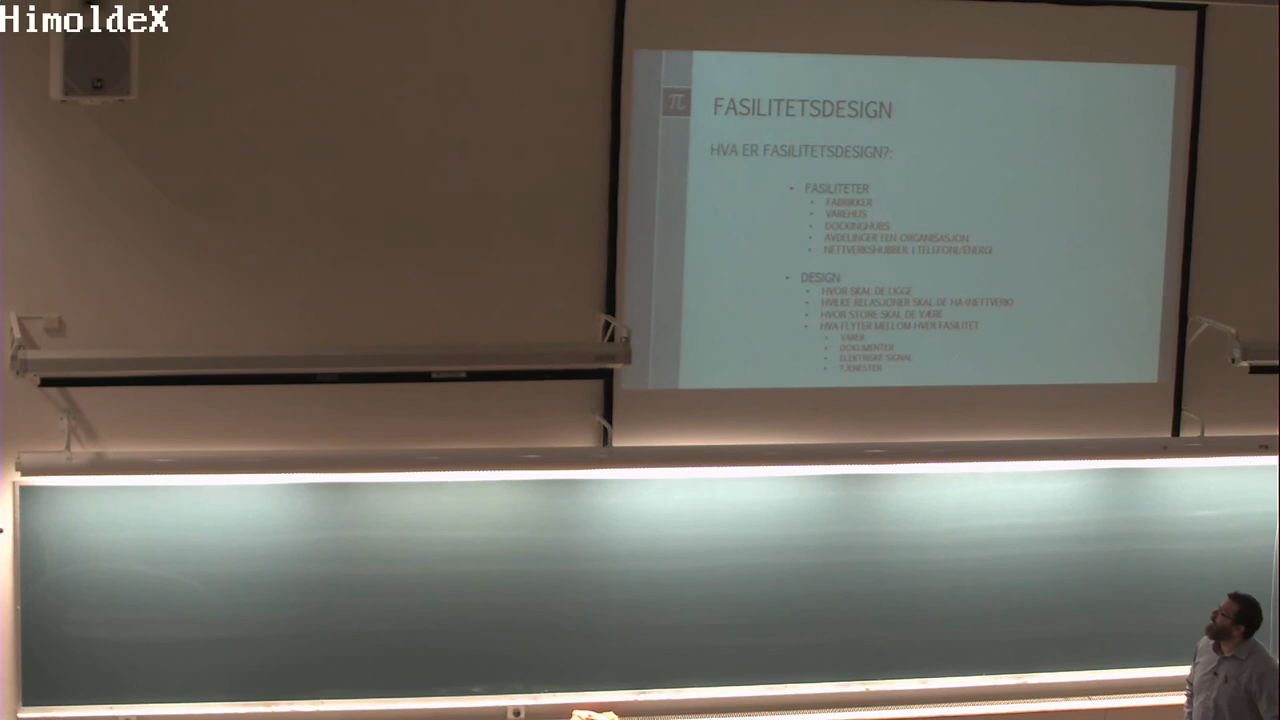 HimoldeX
π
FASILITETSDESIGN
HVA ER FASILITETSDESIGN?:
• FASILITETER
• FABRIKKER
• VAREHUS
• DOCKINGHUBS
• AVDELINGER I EN ORGANISASJON
• NETTVERKSHUBBER I TELEFONI/ENERGI
• DESIGN
• HVOR SKAL DE LIGGE
• HVILKE RELASJONER SKAL DE HA (NETTVERK)
• HVOR STORE SKAL DE VÆRE
• HVA FLYTER MELLOM HVER FASILITET
• VARER
• DOKUMENTER
• ELEKTRISKE SIGNAL
• TJENESTER